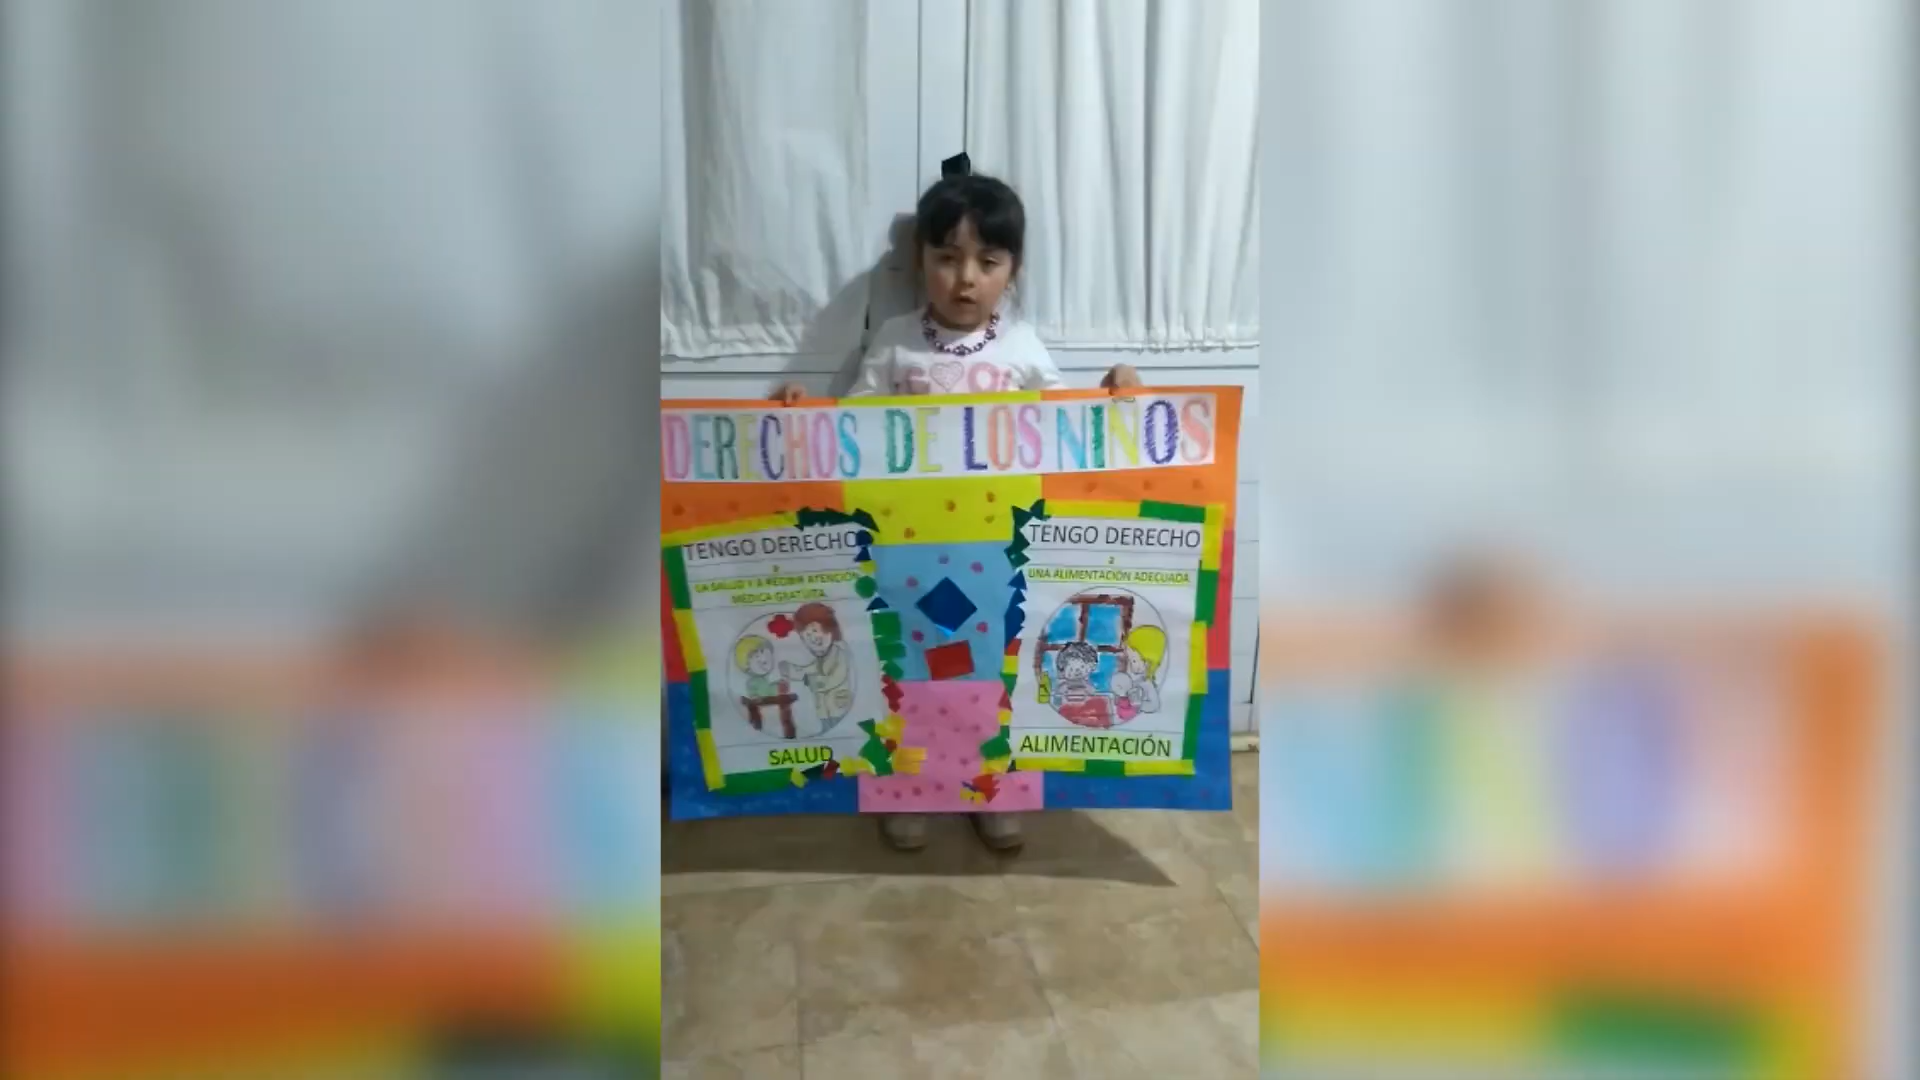 DERECHOS DE LOS NIÑOS
TENGO DERECHO
a
LA SALUD Y A RECIBIR ATENCIÓN
MEDICA GRATUITA
SALUD
TENGO DERECHO
a
UNA ALIMENTACIÓN ADECUADA
ALIMENTACIÓN